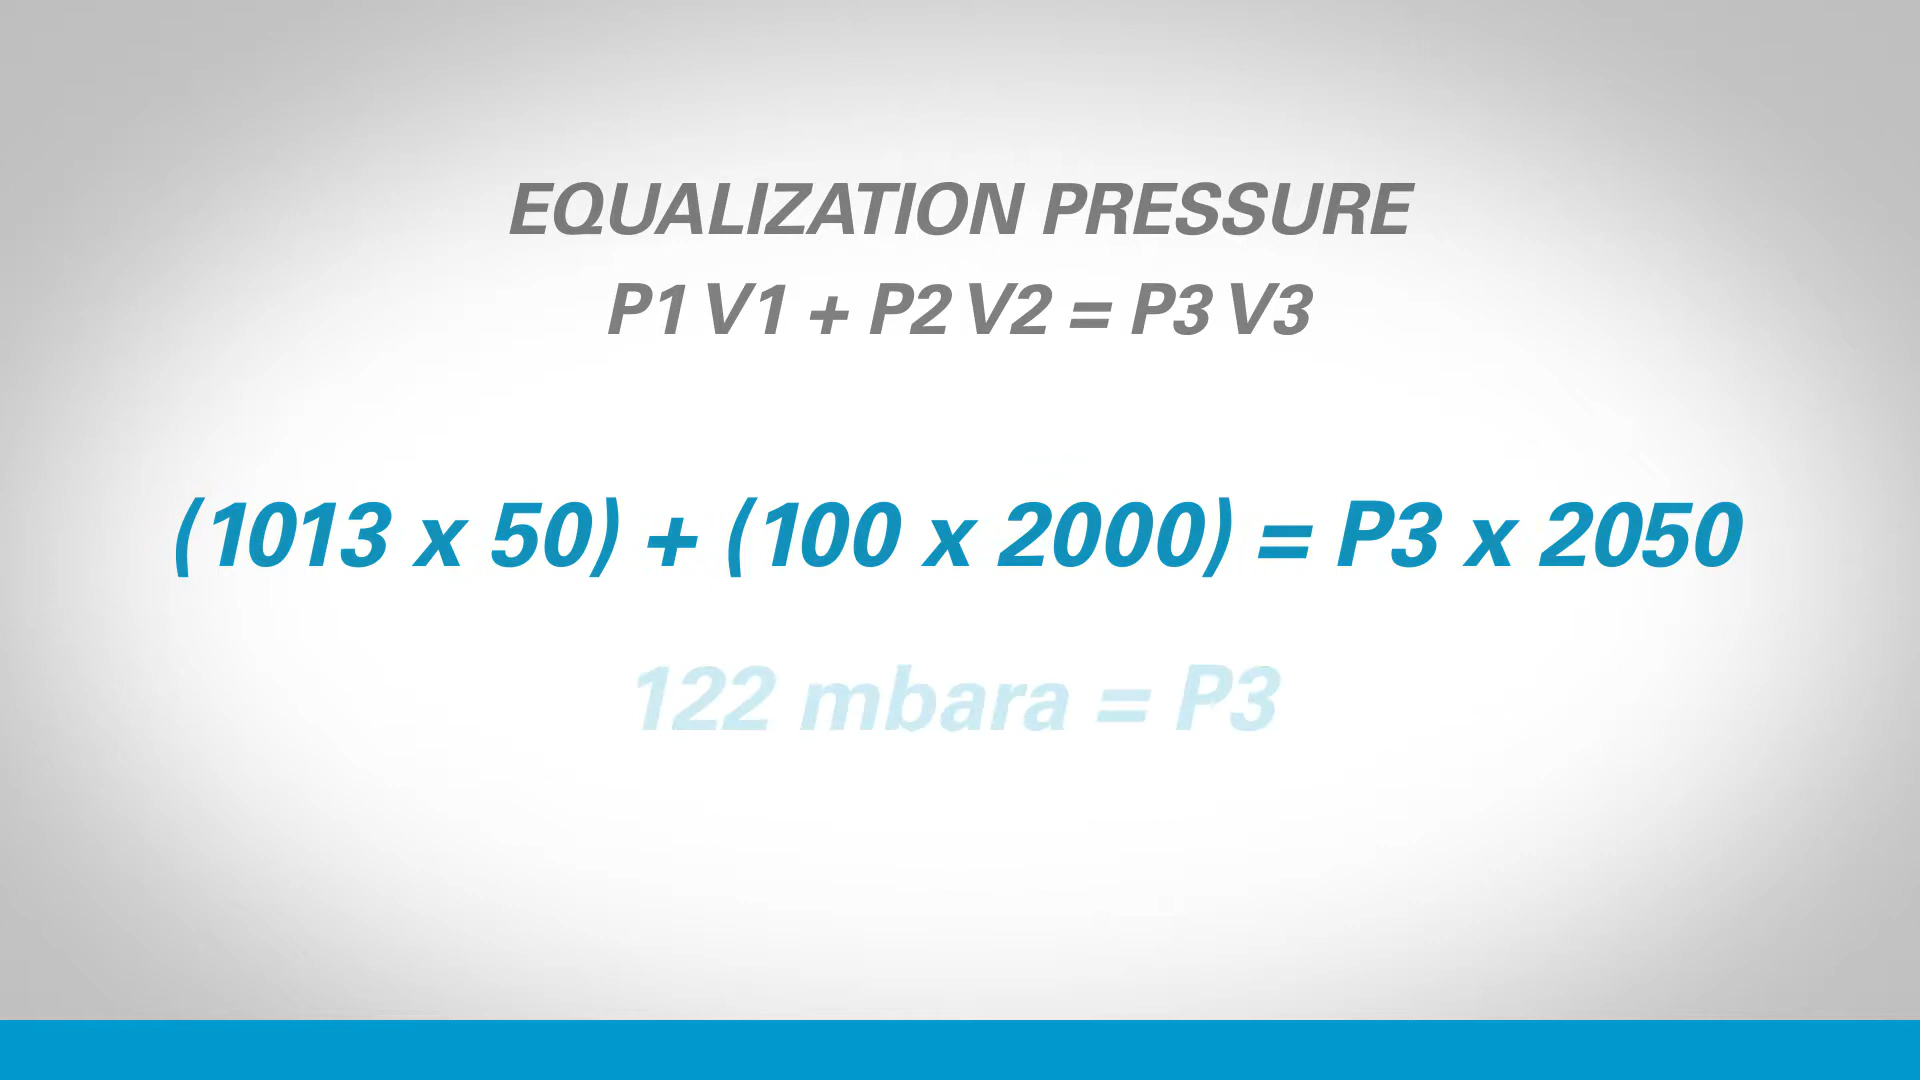 EQUALIZATION PRESSURE
P1 V1 + P2 V2 = P3 V3
(1013 x 50) + (100 x 2000) = P3 x 2050
122 mbara = P3